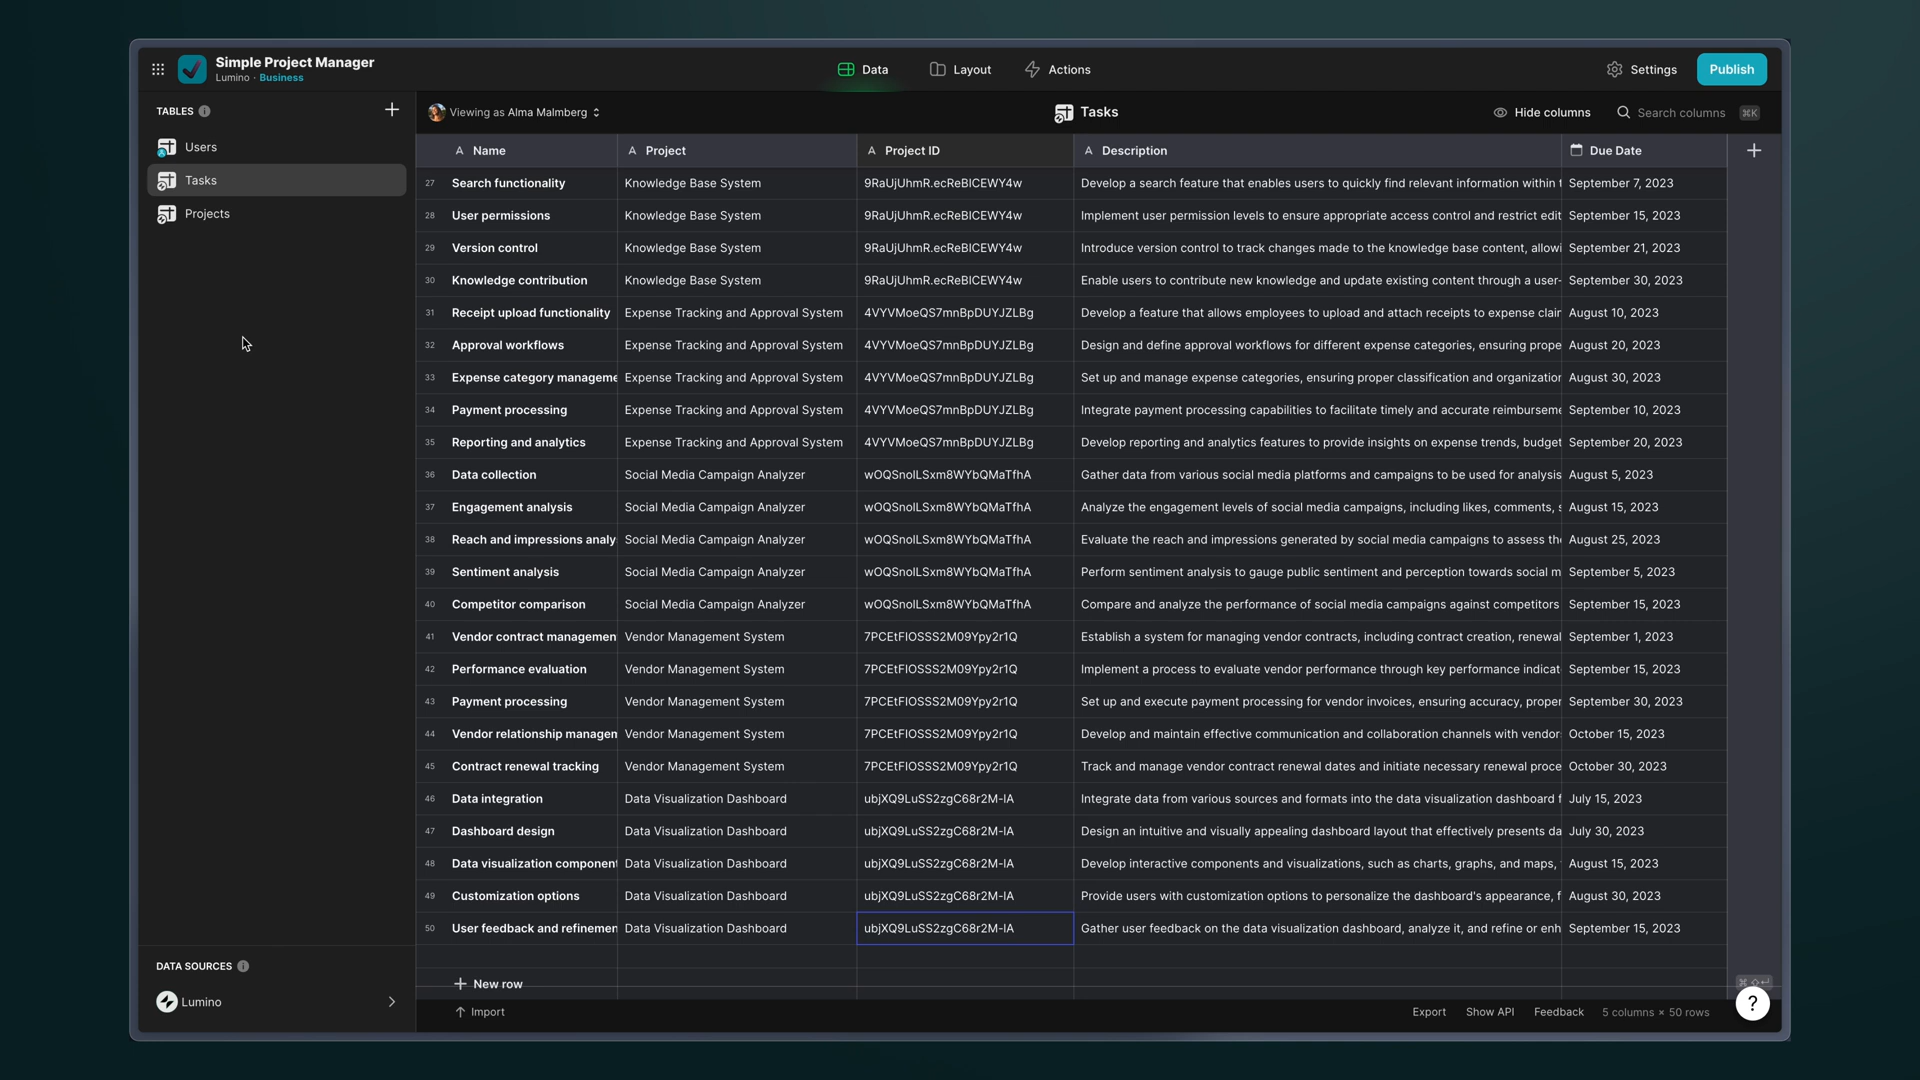 Simple Project Manager
Lumino · Business
Data
Layout
Actions
Settings
Publish
TABLES
Viewing as Alma Malmberg
Tasks
Hide columns
Search columns
⌘K
Users
Tasks
Projects
Name Project Project ID Description Due Date
27 Search functionality Knowledge Base System 9RaUjUhmR.ecReBICEWY4w Develop a search feature that enables users to quickly find relevant information within t September 7, 2023
28 User permissions Knowledge Base System 9RaUjUhmR.ecReBICEWY4w Implement user permission levels to ensure appropriate access control and restrict edit September 15, 2023
29 Version control Knowledge Base System 9RaUjUhmR.ecReBICEWY4w Introduce version control to track changes made to the knowledge base content, allowi September 21, 2023
30 Knowledge contribution Knowledge Base System 9RaUjUhmR.ecReBICEWY4w Enable users to contribute new knowledge and update existing content through a user- September 30, 2023
31 Receipt upload functionality Expense Tracking and Approval System 4VYVMoeQS7mnBpDUYJZLBg Develop a feature that allows employees to upload and attach receipts to expense clair August 10, 2023
32 Approval workflows Expense Tracking and Approval System 4VYVMoeQS7mnBpDUYJZLBg Design and define approval workflows for different expense categories, ensuring prope August 20, 2023
33 Expense category manageme Expense Tracking and Approval System 4VYVMoeQS7mnBpDUYJZLBg Set up and manage expense categories, ensuring proper classification and organization August 30, 2023
34 Payment processing Expense Tracking and Approval System 4VYVMoeQS7mnBpDUYJZLBg Integrate payment processing capabilities to facilitate timely and accurate reimburseme September 10, 2023
35 Reporting and analytics Expense Tracking and Approval System 4VYVMoeQS7mnBpDUYJZLBg Develop reporting and analytics features to provide insights on expense trends, budget September 20, 2023
36 Data collection Social Media Campaign Analyzer wOQSnolLSxm8WYbQMaTfhA Gather data from various social media platforms and campaigns to be used for analysis August 5, 2023
37 Engagement analysis Social Media Campaign Analyzer wOQSnolLSxm8WYbQMaTfhA Analyze the engagement levels of social media campaigns, including likes, comments, s August 15, 2023
38 Reach and impressions analy Social Media Campaign Analyzer wOQSnolLSxm8WYbQMaTfhA Evaluate the reach and impressions generated by social media campaigns to assess the August 25, 2023
39 Sentiment analysis Social Media Campaign Analyzer wOQSnolLSxm8WYbQMaTfhA Perform sentiment analysis to gauge public sentiment and perception towards social m September 5, 2023
40 Competitor comparison Social Media Campaign Analyzer wOQSnolLSxm8WYbQMaTfhA Compare and analyze the performance of social media campaigns against competitors September 15, 2023
41 Vendor contract managemen Vendor Management System 7PCEtFIOSSS2M09Ypy2r1Q Establish a system for managing vendor contracts, including contract creation, renewal September 1, 2023
42 Performance evaluation Vendor Management System 7PCEtFIOSSS2M09Ypy2r1Q Implement a process to evaluate vendor performance through key performance indicat September 15, 2023
43 Payment processing Vendor Management System 7PCEtFIOSSS2M09Ypy2r1Q Set up and execute payment processing for vendor invoices, ensuring accuracy, proper September 30, 2023
44 Vendor relationship managem Vendor Management System 7PCEtFIOSSS2M09Ypy2r1Q Develop and maintain effective communication and collaboration channels with vendor October 15, 2023
45 Contract renewal tracking Vendor Management System 7PCEtFIOSSS2M09Ypy2r1Q Track and manage vendor contract renewal dates and initiate necessary renewal proce October 30, 2023
46 Data integration Data Visualization Dashboard ubjXQ9LuSS2zgC68r2M-IA Integrate data from various sources and formats into the data visualization dashboard f July 15, 2023
47 Dashboard design Data Visualization Dashboard ubjXQ9LuSS2zgC68r2M-IA Design an intuitive and visually appealing dashboard layout that effectively presents da July 30, 2023
48 Data visualization component Data Visualization Dashboard ubjXQ9LuSS2zgC68r2M-IA Develop interactive components and visualizations, such as charts, graphs, and maps, August 15, 2023
49 Customization options Data Visualization Dashboard ubjXQ9LuSS2zgC68r2M-IA Provide users with customization options to personalize the dashboard's appearance, f August 30, 2023
50 User feedback and refinemen Data Visualization Dashboard ubjXQ9LuSS2zgC68r2M-IA Gather user feedback on the data visualization dashboard, analyze it, and refine or enh September 15, 2023
DATA SOURCES
Lumino
New row
Import
Export
Show API
Feedback
5 columns × 50 rows
?